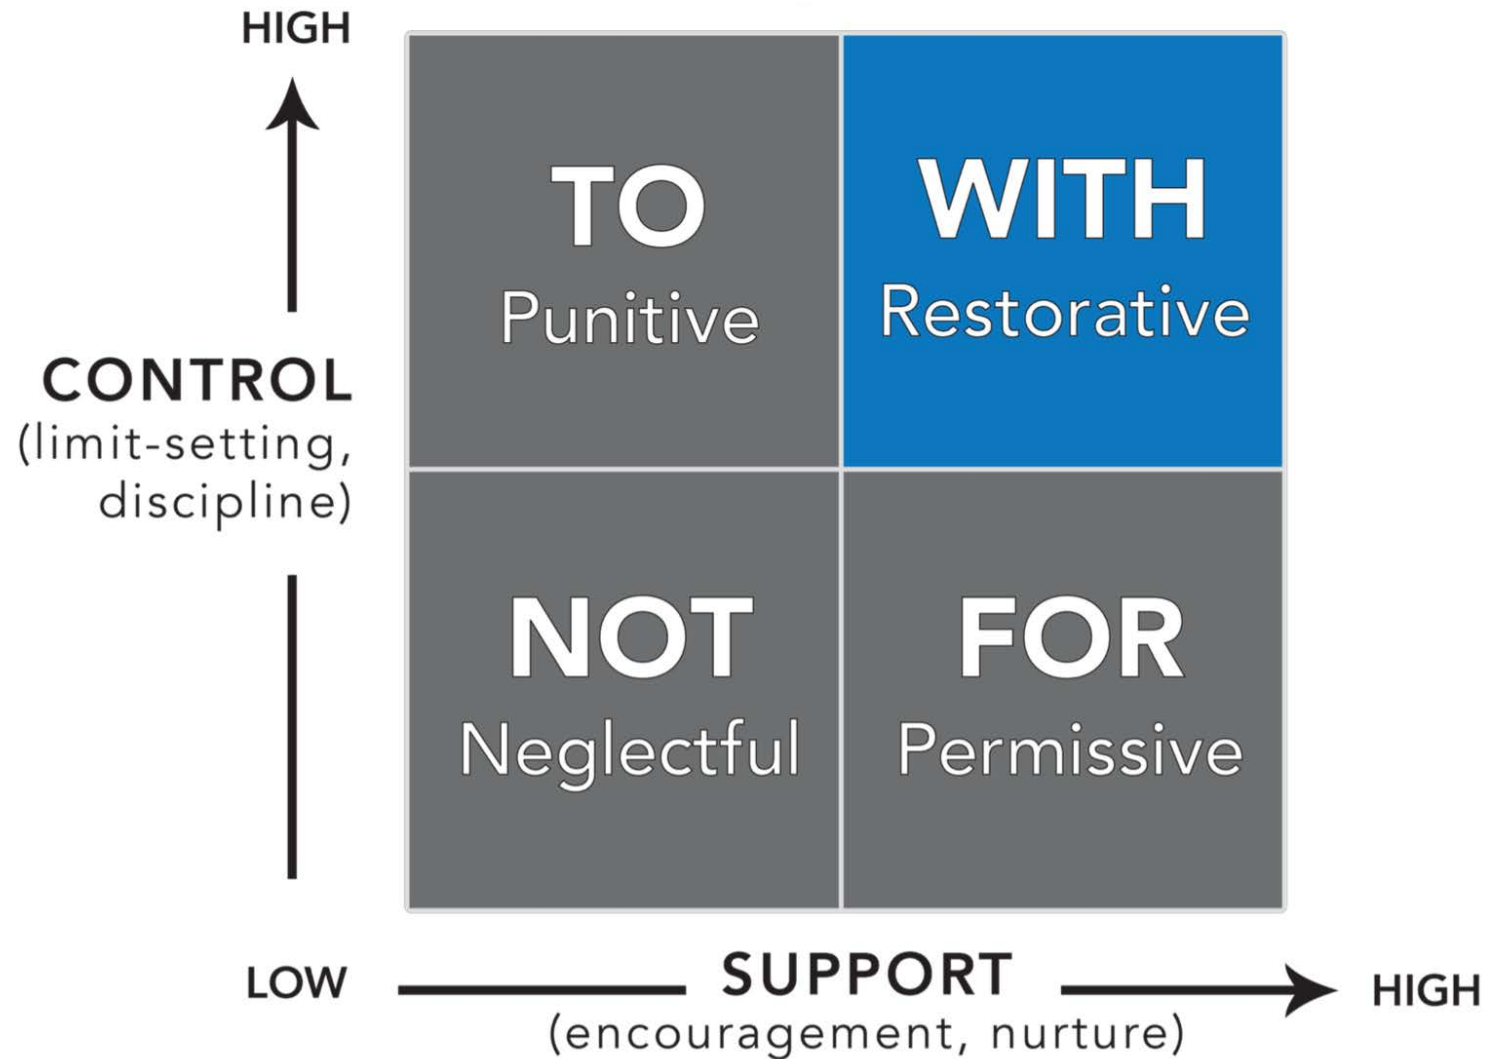 HIGH
TO
Punitive
WITH
Restorative
CONTROL
(limit-setting,
discipline)
NOT
Neglectful
FOR
Permissive
LOW
SUPPORT
(encouragement, nurture)
HIGH